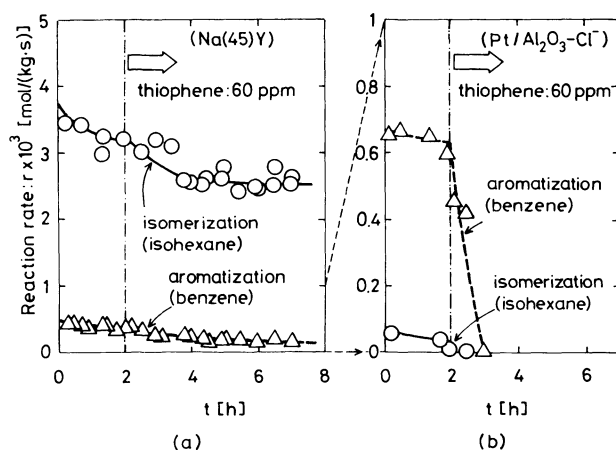 (Na(45)Y)
thiophene:60 ppm
isomerization
(isohexane)
aromatization
(benzene)
Reaction rate: r x10³ [mol/(kg·s)]
5
4
3
2
1
0
0 2 4 6 8
t [h]
(a)
(Pt/Al₂O₃-Cl⁻)
thiophene:60 ppm
aromatization
(benzene)
isomerization
(isohexane)
1
0.8
0.6
0.4
0.2
0
0 2 4 6
t [h]
(b)